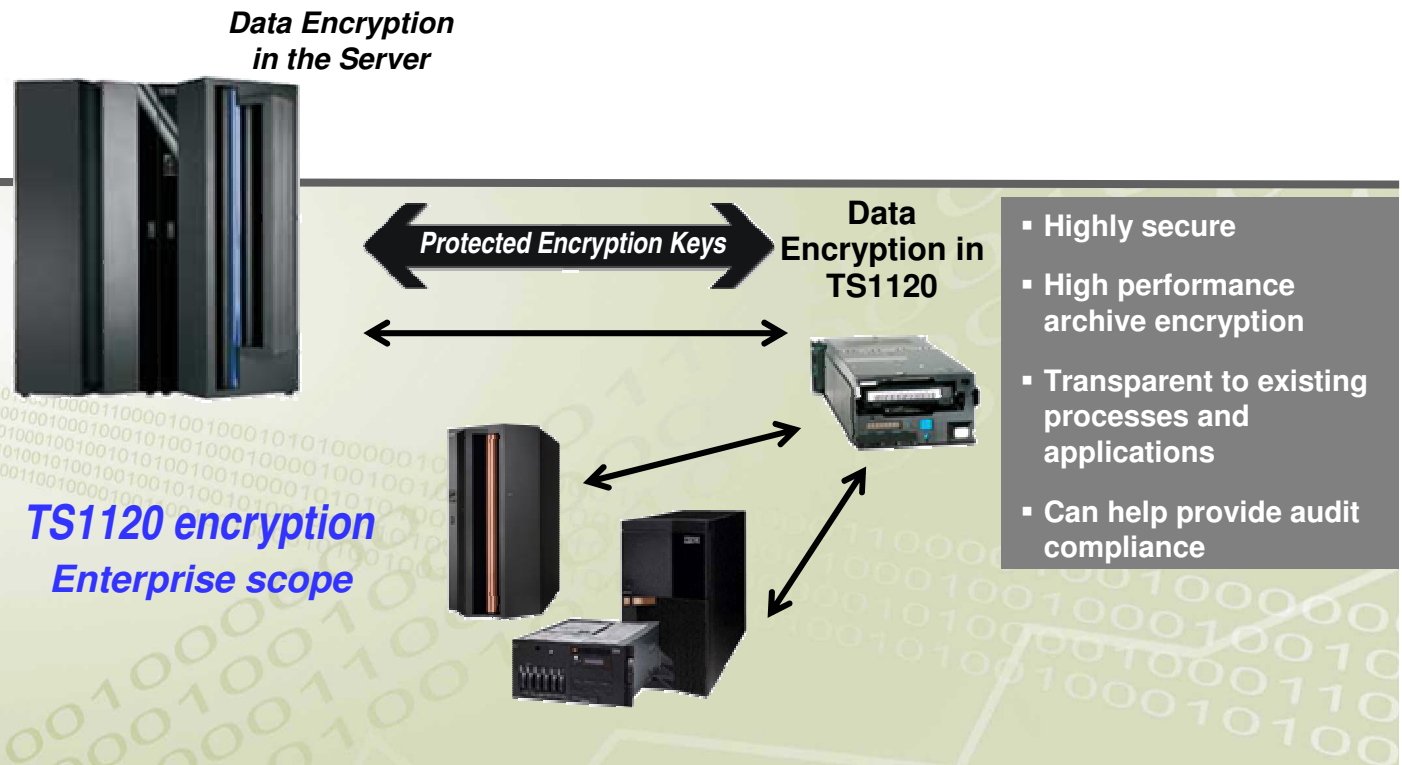 Data Encryption
in the Server
Protected Encryption Keys
Data
Encryption in
TS1120
▪ Highly secure
▪ High performance
archive encryption
▪ Transparent to existing
processes and
applications
▪ Can help provide audit
compliance
TS1120 encryption
Enterprise scope
IBM